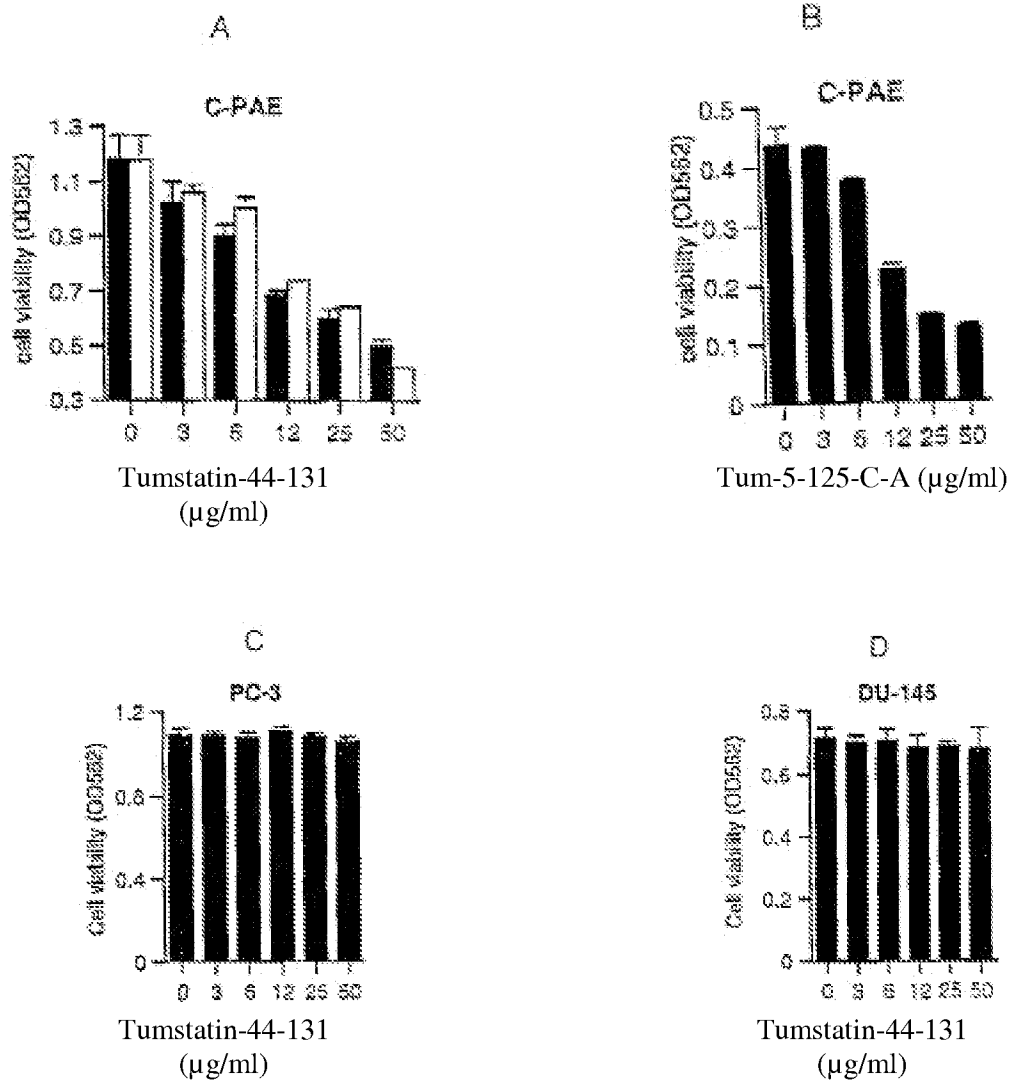 A
C-PAE
cell viability (OD562)
1.3
1.1
0.9
0.7
0.5
0.3
0 3 6 12 25 50
Tumstatin-44-131
(µg/ml)
B
C-PAE
cell viability (OD562)
0.5
0.4
0.3
0.2
0.1
0
0 3 6 12 25 50
Tum-5-125-C-A (µg/ml)
C
PC-3
Cell viability (OD562)
1.2
0.8
0.4
0
0 3 6 12 25 50
Tumstatin-44-131
(µg/ml)
D
DU-145
Cell viability (OD562)
0.8
0.6
0.4
0.2
0
0 3 6 12 25 50
Tumstatin-44-131
(µg/ml)